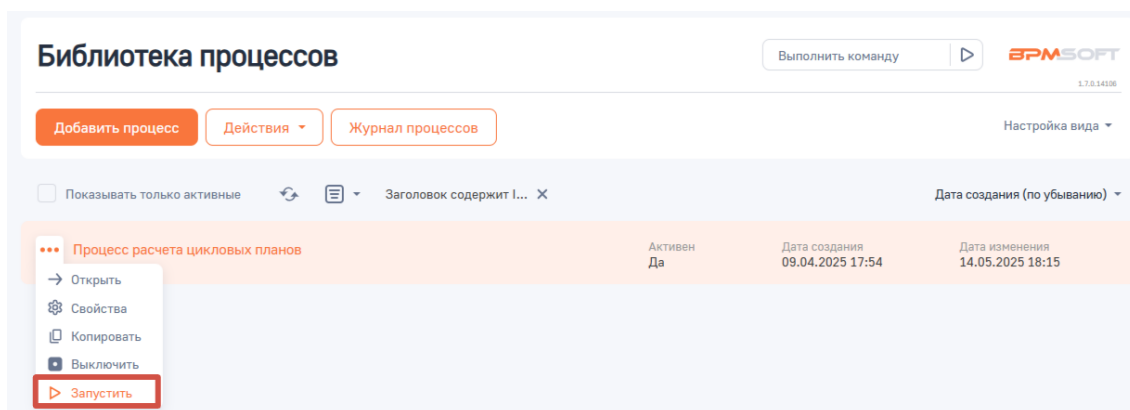 Библиотека процессов
Выполнить команду
BPMSOFT
1.7.0.14106
Добавить процесс
Действия
Журнал процессов
Настройка вида
Показывать только активные
Заголовок содержит I...
Дата создания (по убыванию)
Процесс расчета цикловых планов
Активен
Да
Дата создания
09.04.2025 17:54
Дата изменения
14.05.2025 18:15
Открыть
Свойства
Копировать
Выключить
Запустить